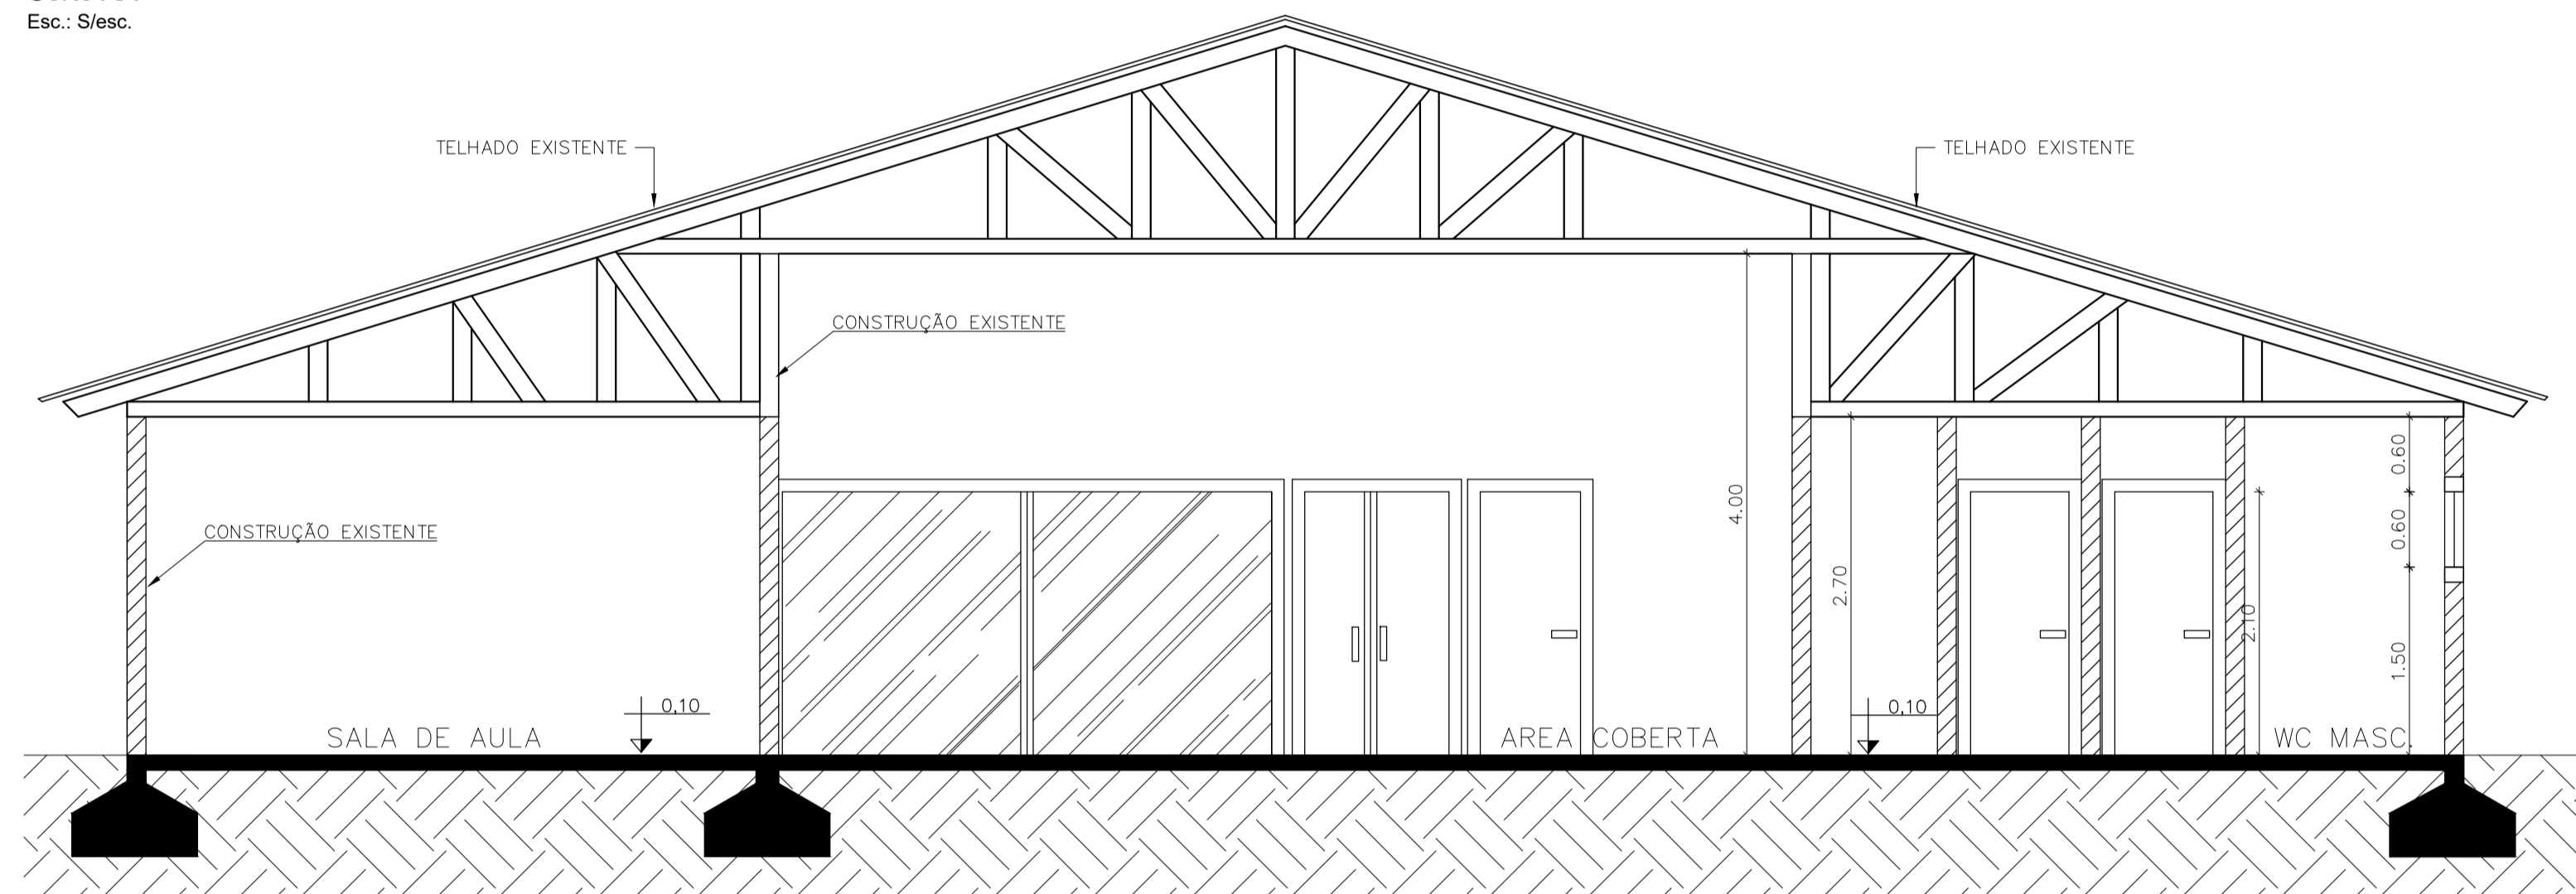 Esc.: S/esc.
TELHADO EXISTENTE
TELHADO EXISTENTE
CONSTRUÇÃO EXISTENTE
CONSTRUÇÃO EXISTENTE
4.00
2.70
2.10
0.60
0.60
1.50
0,10
0,10
SALA DE AULA
AREA COBERTA
WC MASC.